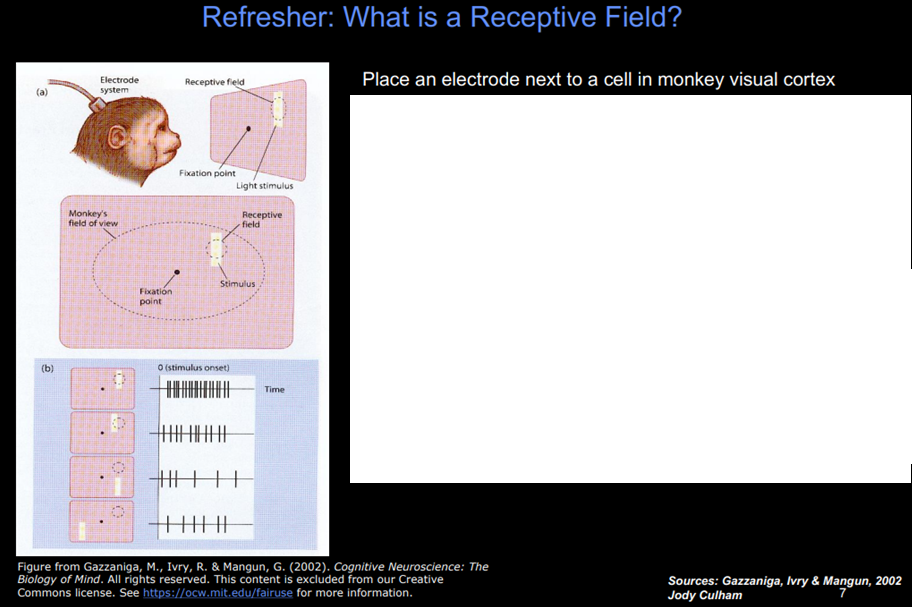 Refresher: What is a Receptive Field?
Place an electrode next to a cell in monkey visual cortex
(a)
Electrode
system
Receptive field
Fixation point
Light stimulus
Monkey's
field of view
Receptive
field
Stimulus
Fixation
point
(b)
0 (stimulus onset)
Time
Figure from Gazzaniga, M., Ivry, R. & Mangun, G. (2002). Cognitive Neuroscience: The
Biology of Mind. All rights reserved. This content is excluded from our Creative
Commons license. See https://ocw.mit.edu/fairuse for more information.
Sources: Gazzaniga, Ivry & Mangun, 2002
Jody Culham
7